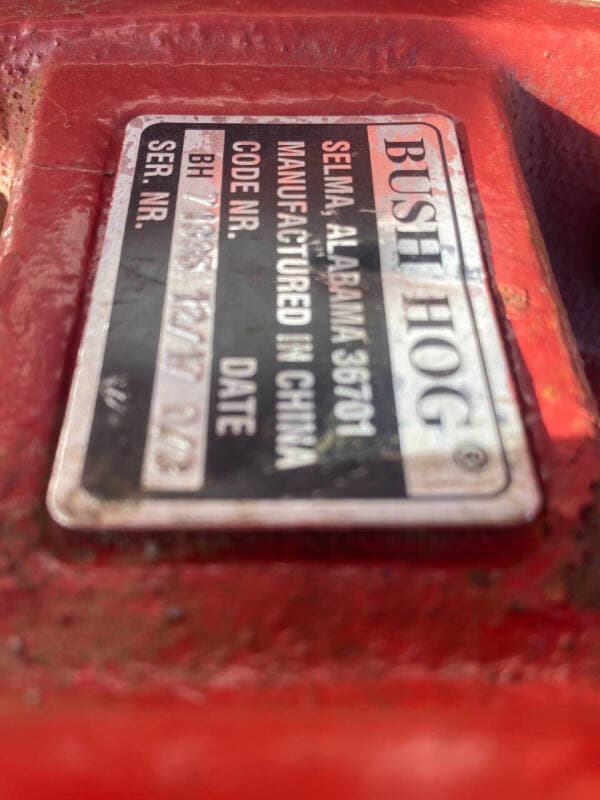 BUSH HOG ®
SELMA, ALABAMA 36701
MANUFACTURED IN CHINA
CODE NR. DATE
BH
SER. NR.